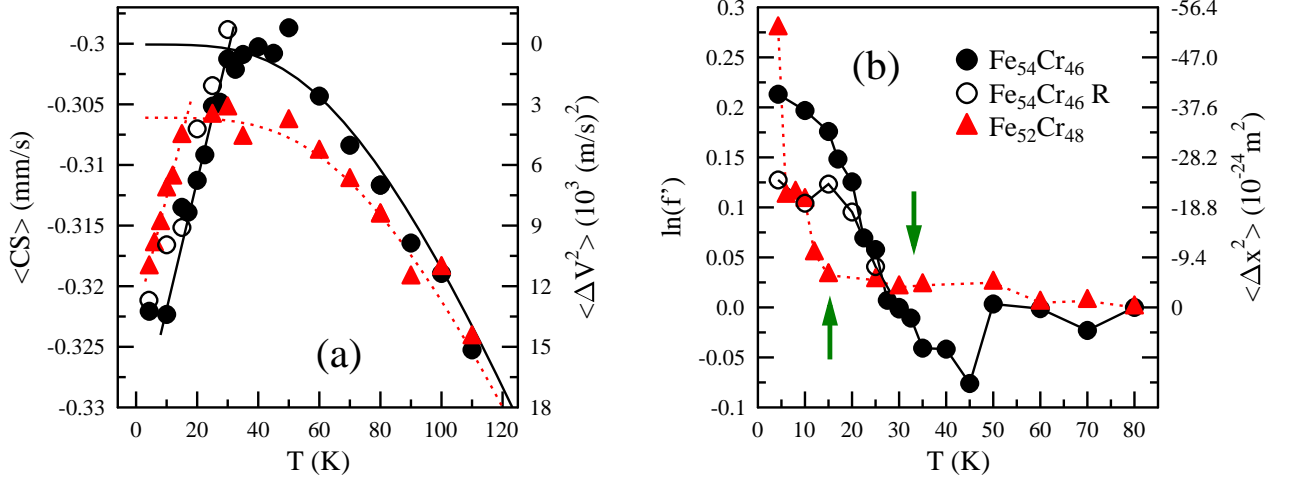 -0.3
-0.305
-0.31
-0.315
-0.32
-0.325
-0.33
<CS> (mm/s)
0
3
6
9
12
15
18
<ΔV²> (10³ (m/s)²)
0 20 40 60 80 100 120
T (K)
(a)
0.30
0.25
0.20
0.15
0.1
0.05
0.0
-0.05
-0.1
ln(f’)
-56.4
-47.0
-37.6
-28.2
-18.8
-9.4
0
<Δx²> (10⁻²⁴m²)
0 10 20 30 40 50 60 70 80
T (K)
(b)
Fe₅₄Cr₄₆
Fe₅₄Cr₄₆ R
Fe₅₂Cr₄₈